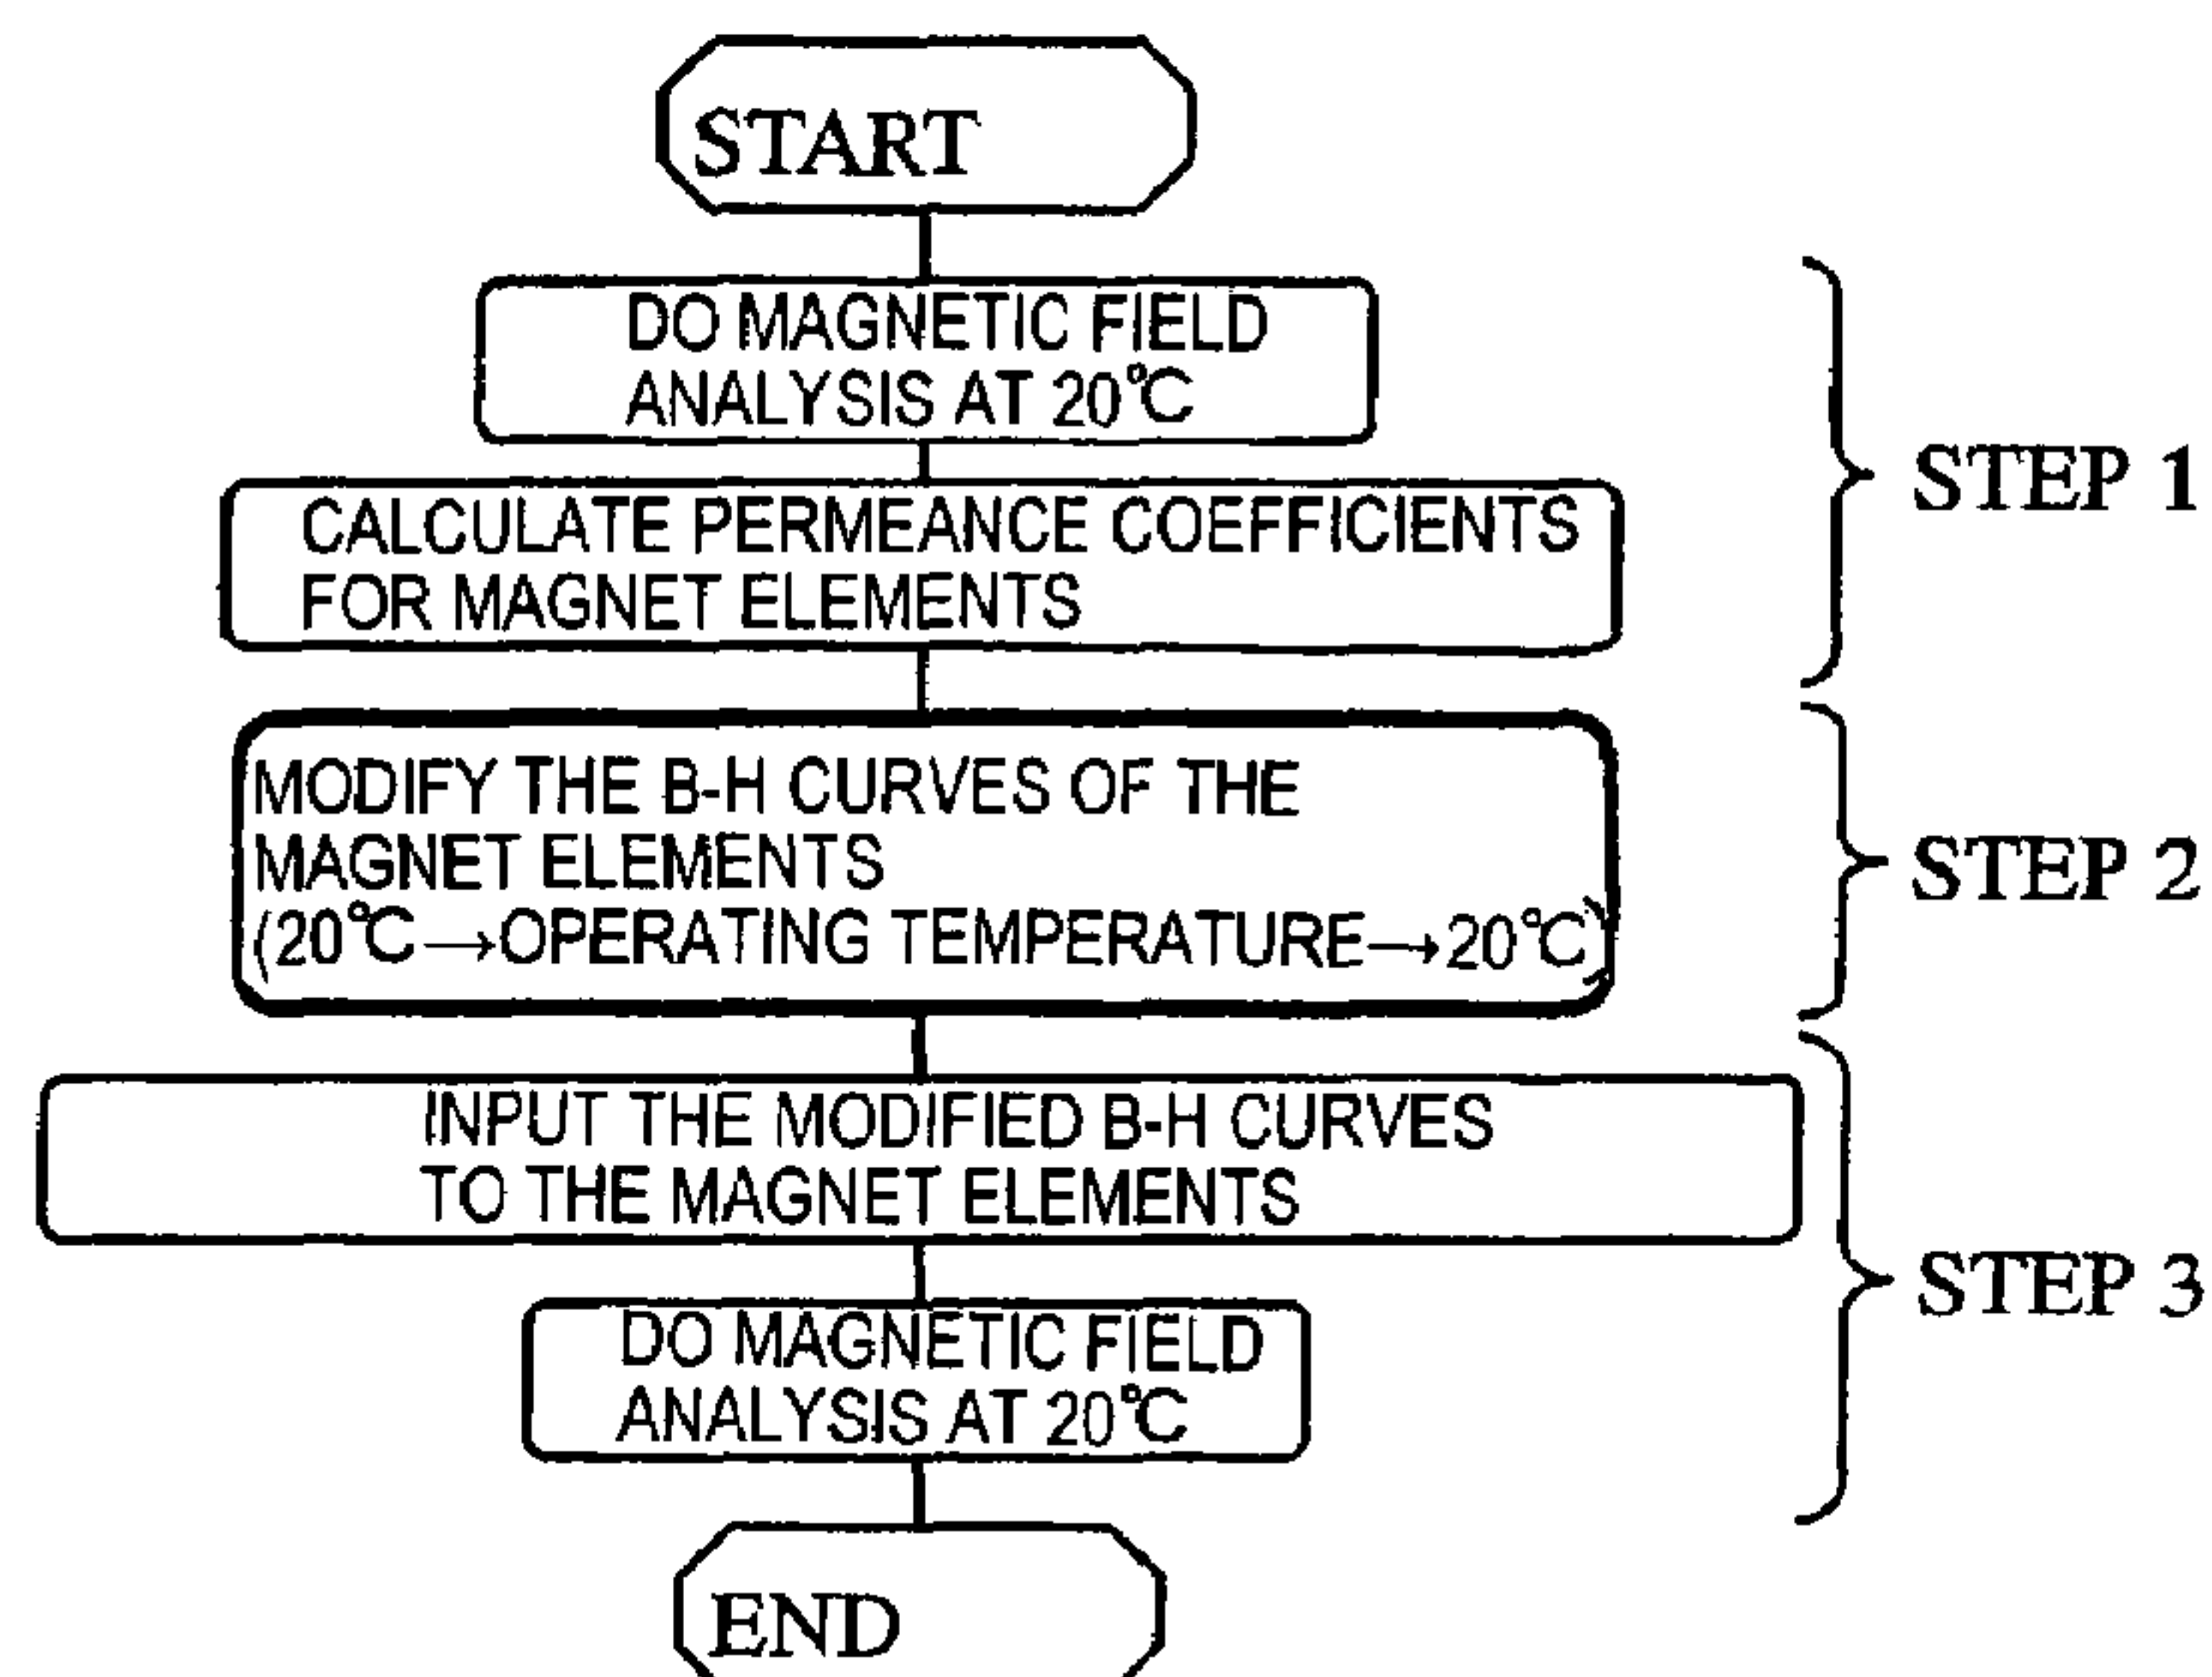 START
DO MAGNETIC FIELD
ANALYSIS AT 20℃
CALCULATE PERMEANCE COEFFICIENTS
FOR MAGNET ELEMENTS
STEP 1
MODIFY THE B-H CURVES OF THE
MAGNET ELEMENTS
(20℃→OPERATING TEMPERATURE→20℃)
STEP 2
INPUT THE MODIFIED B-H CURVES
TO THE MAGNET ELEMENTS
DO MAGNETIC FIELD
ANALYSIS AT 20℃
STEP 3
END